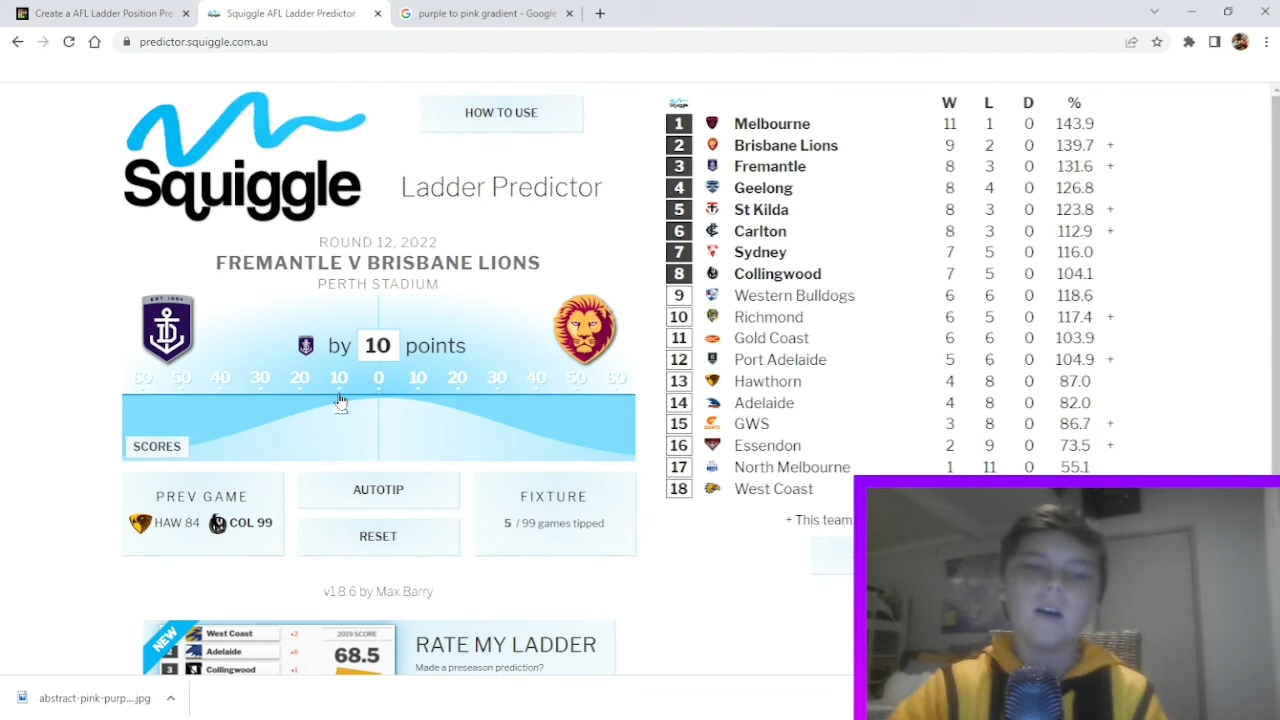 Create a AFL Ladder Position Pre
Squiggle AFL Ladder Predictor
purple to pink gradient - Google
predictor.squiggle.com.au
Squiggle
HOW TO USE
Ladder Predictor
ROUND 12, 2022
FREMANTLE V BRISBANE LIONS
PERTH STADIUM
by 10 points
60 50 40 30 20 10 0 10 20 30 40 50 60
SCORES
PREV GAME
HAW 84 COL 99
AUTOTIP
RESET
FIXTURE
5 / 99 games tipped
v1.8.6 by Max Barry
NEW
West Coast +2
Adelaide +6
3 Collingwood +1
2019 SCORE
68.5
RATE MY LADDER
Made a preseason prediction?
W L D %
1 Melbourne 11 1 0 143.9
2 Brisbane Lions 9 2 0 139.7 +
3 Fremantle 8 3 0 131.6 +
4 Geelong 8 4 0 126.8
5 St Kilda 8 3 0 123.8 +
6 Carlton 8 3 0 112.9 +
7 Sydney 7 5 0 116.0
8 Collingwood 7 5 0 104.1
9 Western Bulldogs 6 6 0 118.6
10 Richmond 6 5 0 117.4 +
11 Gold Coast 6 6 0 103.9
12 Port Adelaide 5 6 0 104.9 +
13 Hawthorn 4 8 0 87.0
14 Adelaide 4 8 0 82.0
15 GWS 3 8 0 86.7 +
16 Essendon 2 9 0 73.5 +
17 North Melbourne 1 11 0 55.1
18 West Coast
+ This team
abstract-pink-purp....jpg